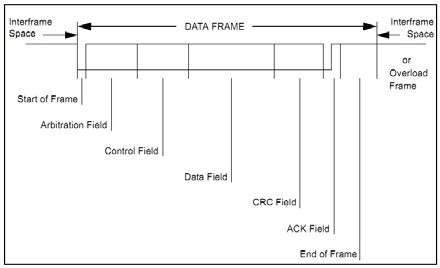 Interframe
Space
DATA FRAME
Interframe
Space
or
Overload
Frame
Start of Frame
Arbitration Field
Control Field
Data Field
CRC Field
ACK Field
End of Frame